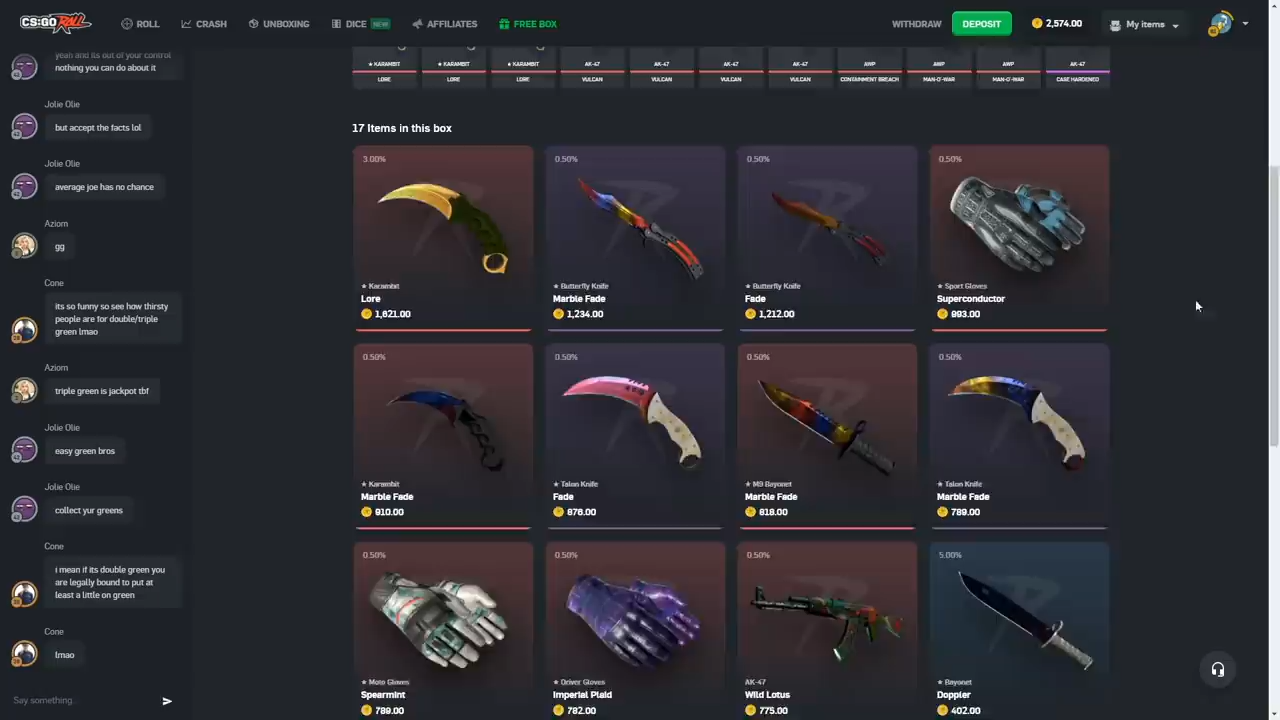 CS:GO ROLL
ROLL
CRASH
UNBOXING
DICE NEW
AFFILIATES
FREE BOX
WITHDRAW
DEPOSIT
2,574.00
My items
yeah and its out of your control
nothing you can do about it
Jolie Olie
but accept the facts lol
Jolie Olie
average joe has no chance
Aziom
gg
Cone
its so funny so see how thirsty
people are for double/triple
green lmao
Aziom
triple green is jackpot tbf
Jolie Olie
easy green bros
Jolie Olie
collect yur greens
Cone
i mean if its double green you
are legally bound to put at
least a little on green
Cone
lmao
Say something.
★ KARAMBIT
LORE
★ KARAMBIT
LORE
★ KARAMBIT
LORE
AK-47
VULCAN
AK-47
VULCAN
AK-47
VULCAN
AK-47
VULCAN
AWP
CONTAINMENT BREACH
AWP
MAN-O'-WAR
AWP
MAN-O'-WAR
AK-47
CASE HARDENED
17 Items in this box
3.00%
★ Karambit
Lore
1,621.00
0.50%
★ Butterfly Knife
Marble Fade
1,234.00
0.50%
★ Butterfly Knife
Fade
1,212.00
0.50%
★ Sport Gloves
Superconductor
993.00
0.50%
★ Karambit
Marble Fade
910.00
0.50%
★ Talon Knife
Fade
876.00
0.50%
★ M9 Bayonet
Marble Fade
818.00
0.50%
★ Talon Knife
Marble Fade
789.00
0.50%
★ Moto Gloves
Spearmint
789.00
0.50%
★ Driver Gloves
Imperial Plaid
782.00
0.50%
AK-47
Wild Lotus
775.00
5.00%
★ Bayonet
Doppler
402.00